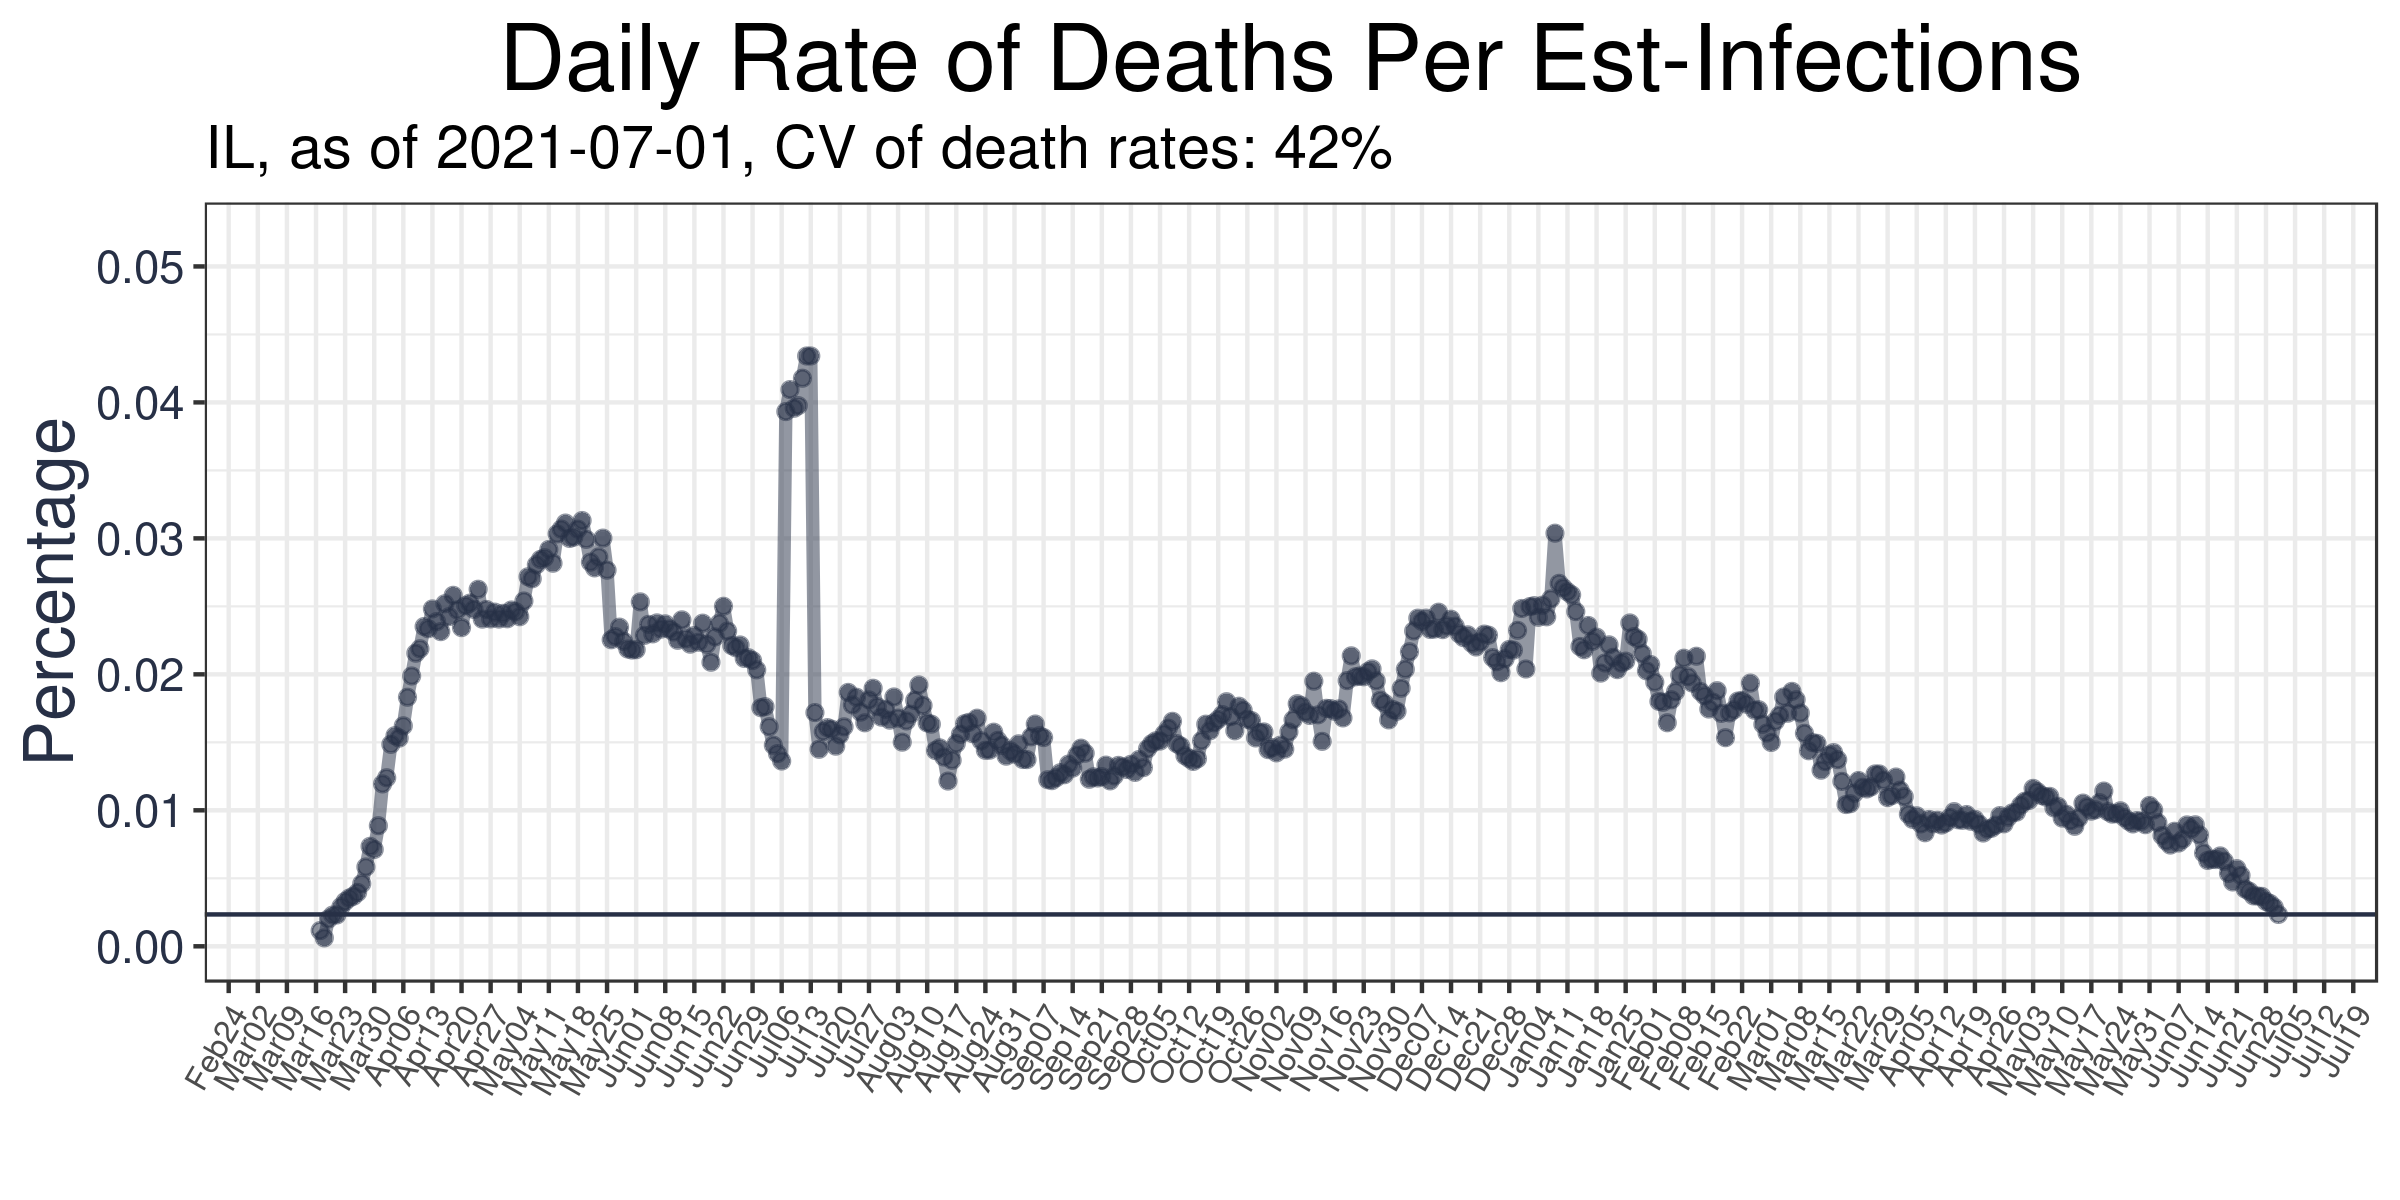 Daily Rate of Deaths Per Est-Infections
IL, as of 2021-07-01, CV of death rates: 42%
Percentage
0.05
0.04
0.03
0.02
0.01
0.00
Feb24
Mar02
Mar09
Mar16
Mar23
Mar30
Apr06
Apr13
Apr20
Apr27
May04
May11
May18
May25
Jun01
Jun08
Jun15
Jun22
Jun29
Jul06
Jul13
Jul20
Jul27
Aug03
Aug10
Aug17
Aug24
Aug31
Sep07
Sep14
Sep21
Sep28
Oct05
Oct12
Oct19
Oct26
Nov02
Nov09
Nov16
Nov23
Nov30
Dec07
Dec14
Dec21
Dec28
Jan04
Jan11
Jan18
Jan25
Feb01
Feb08
Feb15
Feb22
Mar01
Mar08
Mar15
Mar22
Mar29
Apr05
Apr12
Apr19
Apr26
May03
May10
May17
May24
May31
Jun07
Jun14
Jun21
Jun28
Jul05
Jul12
Jul19